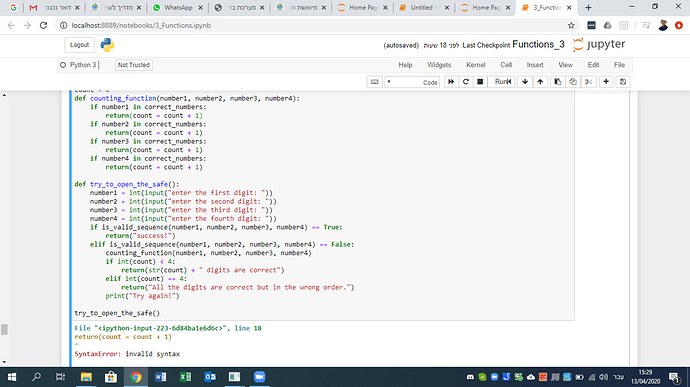 דואר נכנס
WhatsApp
Home Page
Untitled
Home Page
3_Functions.ipynb
localhost:8889/notebooks/3_Functions.ipynb
Logout
(autosaved) לפני 18 שעות Last Checkpoint Functions_3 jupyter
Python 3 Not Trusted Help Widgets Kernel Cell Insert View Edit File
Code Run
def counting_function(number1, number2, number3, number4):
if number1 in correct_numbers:
return(count = count + 1)
if number2 in correct_numbers:
return(count = count + 1)
if number3 in correct_numbers:
return(count = count + 1)
if number4 in correct_numbers:
return(count = count + 1)
def try_to_open_the_safe():
number1 = int(input("enter the first digit: "))
number2 = int(input("enter the second digit: "))
number3 = int(input("enter the third digit: "))
number4 = int(input("enter the fourth digit: "))
if is_valid_sequence(number1, number2, number3, number4) == True:
return("success!")
elif is_valid_sequence(number1, number2, number3, number4) == False:
counting_function(number1, number2, number3, number4)
if int(count) < 4:
return(str(count) + " digits are correct")
elif int(count) == 4:
return("All the digits are correct but in the wrong order.")
print("Try again!")
try_to_open_the_safe()
File "<ipython-input-223-6d84ba1e6d6c>", line 18
return(count = count + 1)
^
SyntaxError: invalid syntax
עבר
15:29
13/04/2020